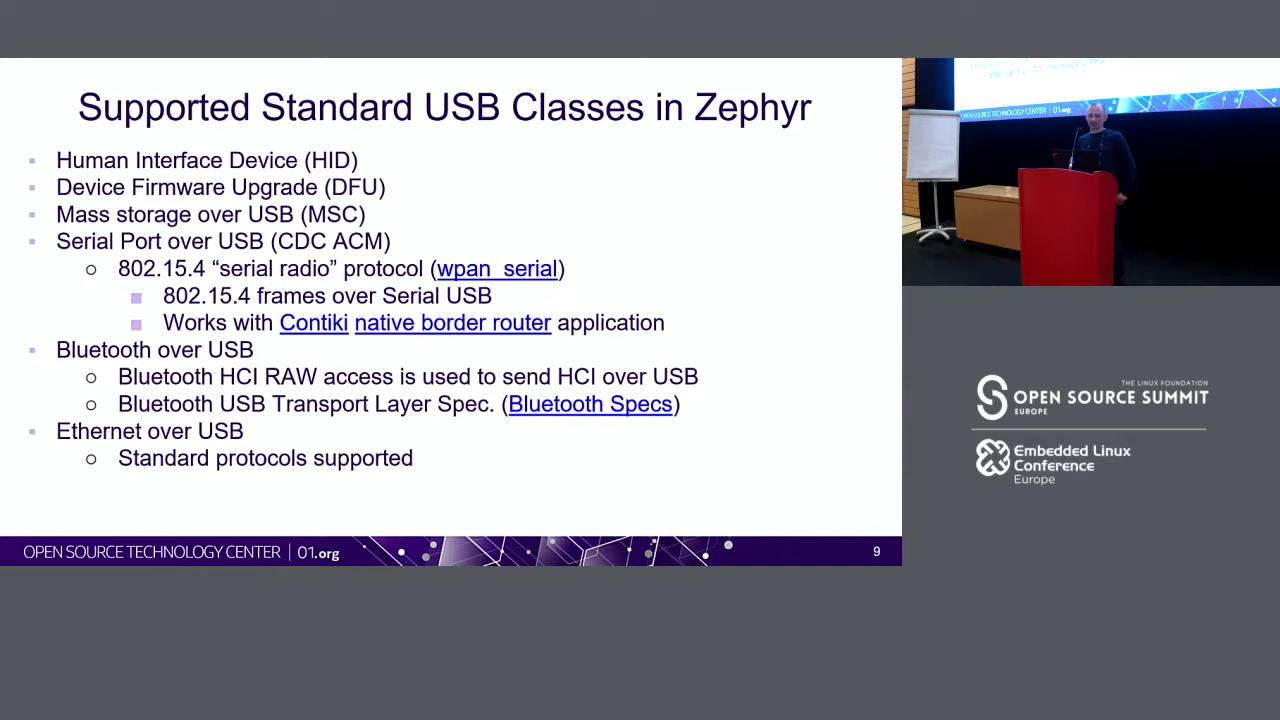 Supported Standard USB Classes in Zephyr
Human Interface Device (HID)
Device Firmware Upgrade (DFU)
Mass storage over USB (MSC)
Serial Port over USB (CDC ACM)
802.15.4 “serial radio” protocol (wpan_serial)
802.15.4 frames over Serial USB
Works with Contiki native border router application
Bluetooth over USB
Bluetooth HCI RAW access is used to send HCI over USB
Bluetooth USB Transport Layer Spec. (Bluetooth Specs)
Ethernet over USB
Standard protocols supported
OPEN SOURCE TECHNOLOGY CENTER | 01.org
9
OPEN SOURCE TECHNOLOGY CENTER | 01.org
THE LINUX FOUNDATION
OPEN SOURCE SUMMIT
EUROPE
Embedded Linux
Conference
Europe